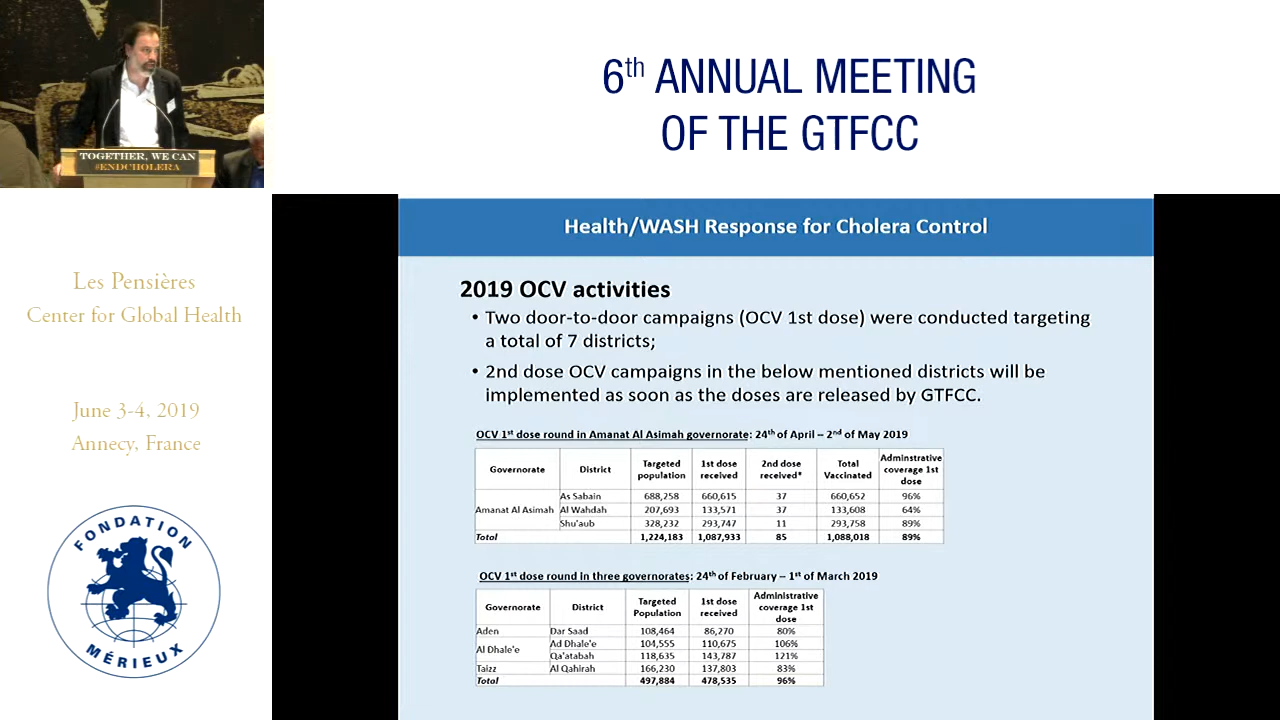 TOGETHER, WE CAN
#ENDCHOLERA
6th ANNUAL MEETING
OF THE GTFCC
Les Pensières
Center for Global Health
June 3-4, 2019
Annecy, France
FONDATION
MÉRIEUX
Health/WASH Response for Cholera Control
2019 OCV activities
• Two door-to-door campaigns (OCV 1st dose) were conducted targeting
a total of 7 districts;
• 2nd dose OCV campaigns in the below mentioned districts will be
implemented as soon as the doses are released by GTFCC.
OCV 1st dose round in Amanat Al Asimah governorate: 24th of April – 2nd of May 2019
Governorate District Targeted population 1st dose received 2nd dose received* Total Vaccinated Adminstrative coverage 1st dose
Amanat Al Asimah As Sabain 688,258 660,615 37 660,652 96%
Al Wahdah 207,693 133,571 37 133,608 64%
Shu'aub 328,232 293,747 11 293,758 89%
Total 1,224,183 1,087,933 85 1,088,018 89%
OCV 1st dose round in three governorates: 24th of February – 1st of March 2019
Governorate District Targeted Population 1st dose received Administrative coverage 1st dose
Aden Dar Saad 108,464 86,270 80%
Al Dhale'e Ad Dhale'e 104,555 110,675 106%
Qa'atabah 118,635 143,787 121%
Taizz Al Qahirah 166,230 137,803 83%
Total 497,884 478,535 96%